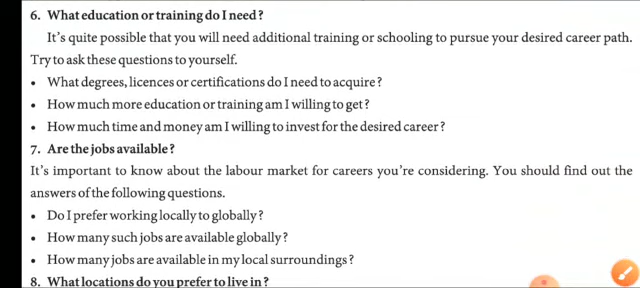 6. What education or training do I need?
It's quite possible that you will need additional training or schooling to pursue your desired career path.
Try to ask these questions to yourself.
• What degrees, licences or certifications do I need to acquire?
• How much more education or training am I willing to get?
• How much time and money am I willing to invest for the desired career?
7. Are the jobs available?
It's important to know about the labour market for careers you're considering. You should find out the
answers of the following questions.
• Do I prefer working locally to globally?
• How many such jobs are available globally?
• How many jobs are available in my local surroundings?
8. What locations do you prefer to live in?